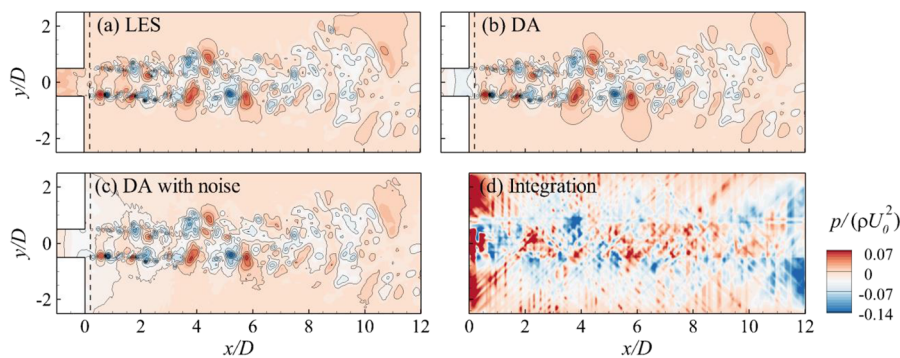 (a) LES
(b) DA
y/D
2
0
-2
(c) DA with noise
(d) Integration
y/D
2
0
-2
0 2 4 6 8 10 12
0 2 4 6 8 10 12
x/D
x/D
p/(ρU₀²)
0.07
0
-0.07
-0.14